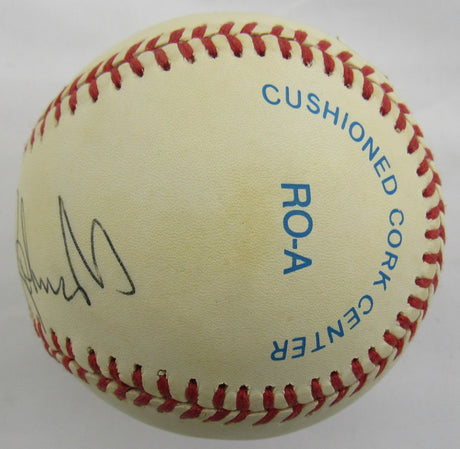 CUSHIONED CORK CENTER
RO-A